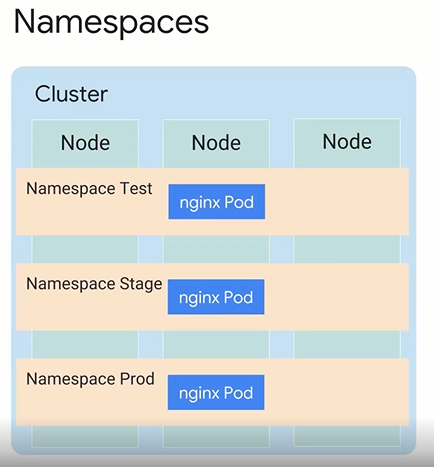 Namespaces
Cluster
Node Node Node
Namespace Test
nginx Pod
Namespace Stage
nginx Pod
Namespace Prod
nginx Pod